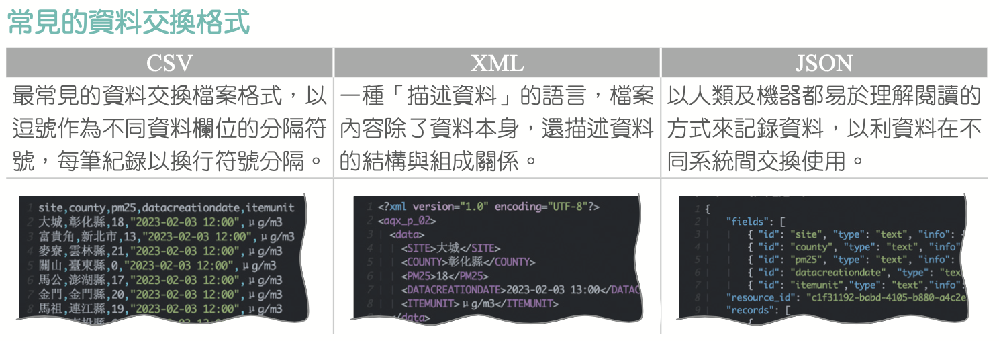 常見的資料交換格式
CSV
最常見的資料交換檔案格式，以
逗號作為不同資料欄位的分隔符
號，每筆紀錄以換行符號分隔。
1 site,county,pm25,datacreationdate,itemunit
2 大城,彰化縣,18,"2023-02-03 12:00",μg/m3
3 富貴角,新北市,13,"2023-02-03 12:00",μg/m3
4 麥寮,雲林縣,21,"2023-02-03 12:00",μg/m3
5 關山,臺東縣,0,"2023-02-03 12:00",μg/m3
6 馬公,澎湖縣,17,"2023-02-03 12:00",μg/m3
7 金門,金門縣,20,"2023-02-03 12:00",μg/m3
8 馬祖,連江縣,19,"2023-02-03 12:00",μg/m3
XML
一種「描述資料」的語言，檔案
內容除了資料本身，還描述資料
的結構與組成關係。
1 <?xml version="1.0" encoding="UTF-8"?>
2 <aqx_p_02>
3 <data>
4 <SITE>大城</SITE>
5 <COUNTY>彰化縣</COUNTY>
6 <PM25>18</PM25>
7 <DATACREATIONDATE>2023-02-03 13:00</DATAC
8 <ITEMUNIT>μg/m3</ITEMUNIT>
</data>
JSON
以人類及機器都易於理解閱讀的
方式來記錄資料，以利資料在不
同系統間交換使用。
1 {
2 "fields": [
3 { "id": "site", "type": "text", "info": {
4 { "id": "county", "type": "text", "info"
5 { "id": "pm25", "type": "text", "info":
6 { "id": "datacreationdate", "type": "tex
7 { "id": "itemunit","type": "text","info":
8 "resource_id": "c1f31192-babd-4105-b880-a4c2e
9 "records": [
{